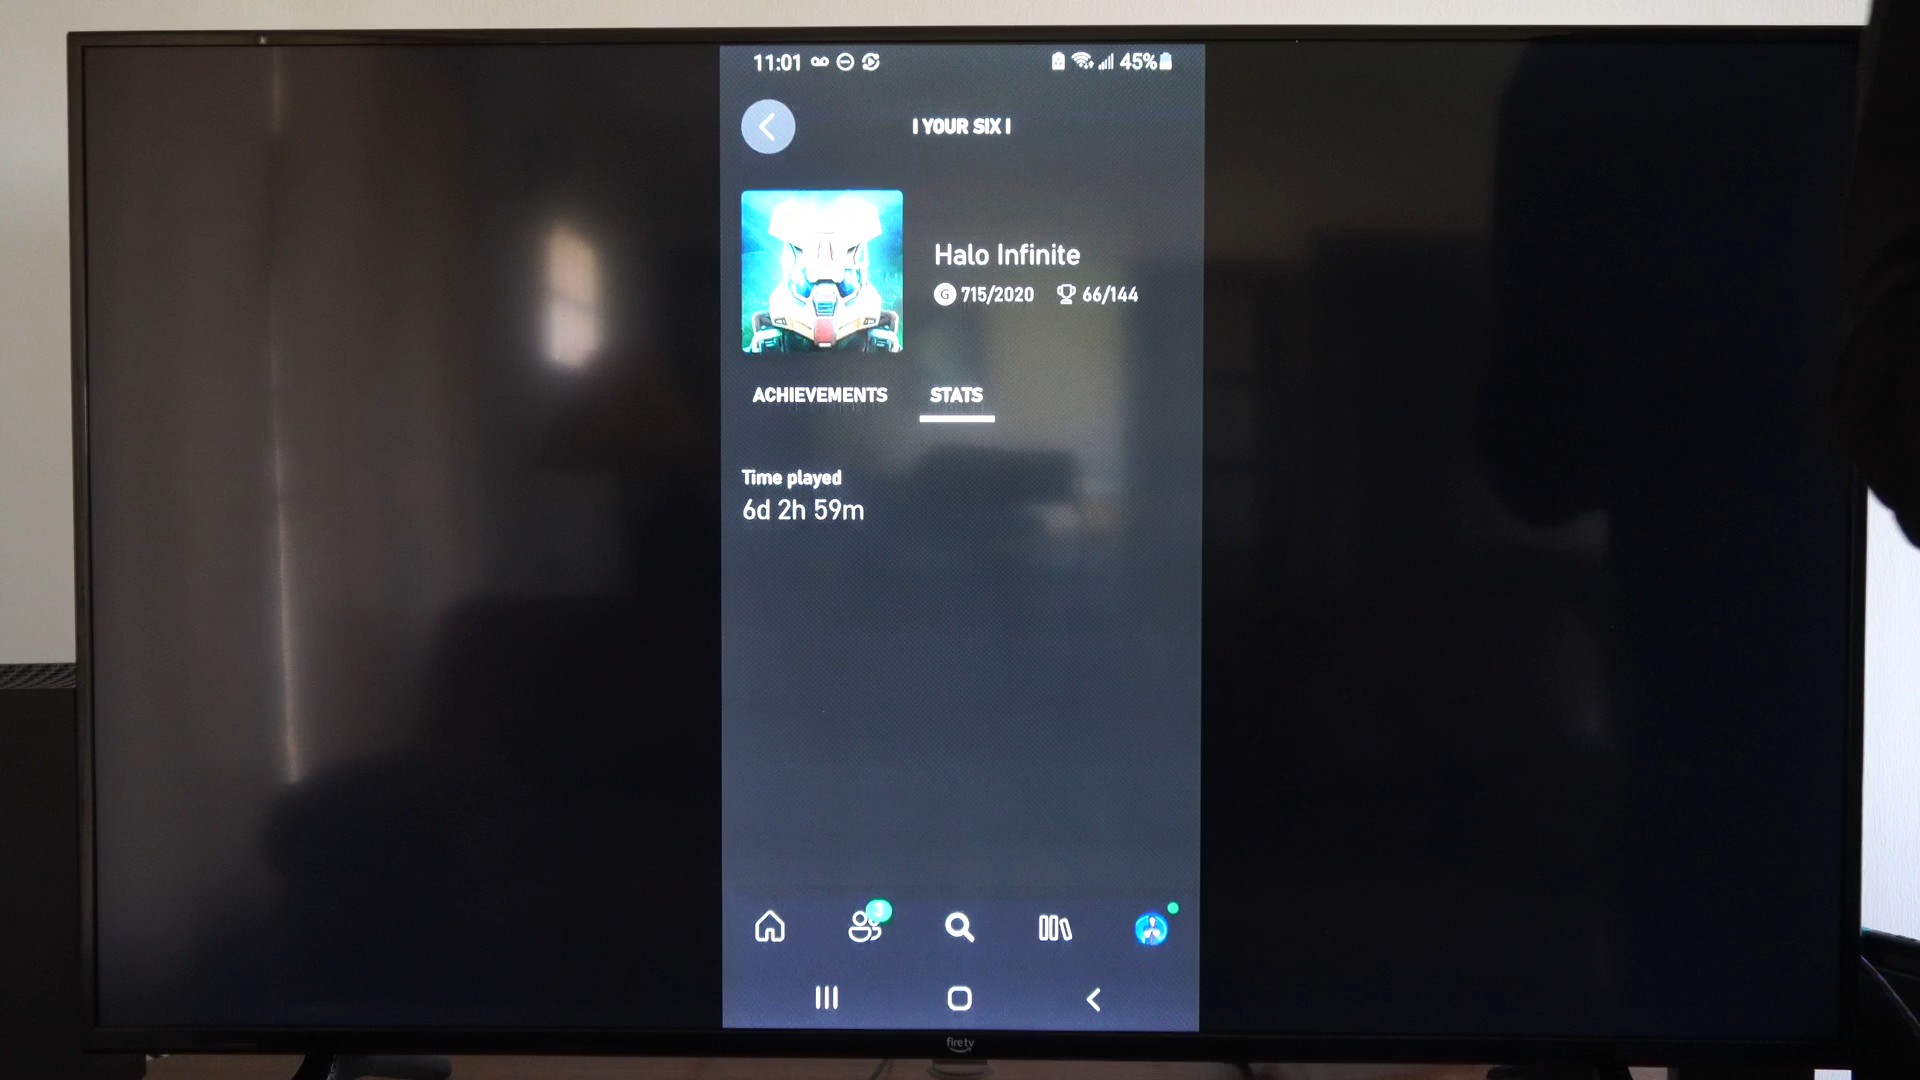 11:01 45%
I YOUR SIX I
Halo Infinite
G 715/2020 66/144
ACHIEVEMENTS STATS
Time played
6d 2h 59m
3
firetv